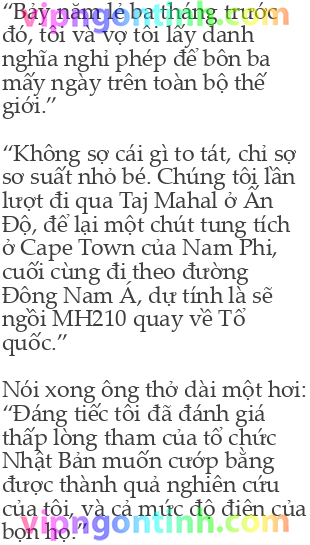 vipngontinh.com
“Bảy năm lẻ ba tháng trước
đó, tôi và vợ tôi lấy danh
nghĩa nghỉ phép để bôn ba
mấy ngày trên toàn bộ thế
giới.”
“Không sợ cái gì to tát, chỉ sợ
sơ suất nhỏ bé. Chúng tôi lần
lượt đi qua Taj Mahal ở Ấn
Độ, để lại một chút tung tích
ở Cape Town của Nam Phi,
cuối cùng đi theo đường
Đông Nam Á, dự tính là sẽ
ngồi MH210 quay về Tổ
quốc.”
Nói xong ông thở dài một hơi:
“Đáng tiếc tôi đã đánh giá
thấp lòng tham của tổ chức
Nhật Bản muốn cướp bằng
được thành quả nghiên cứu
của tôi, và cả mức độ điên của
bọn họ.”
vipngontinh.com